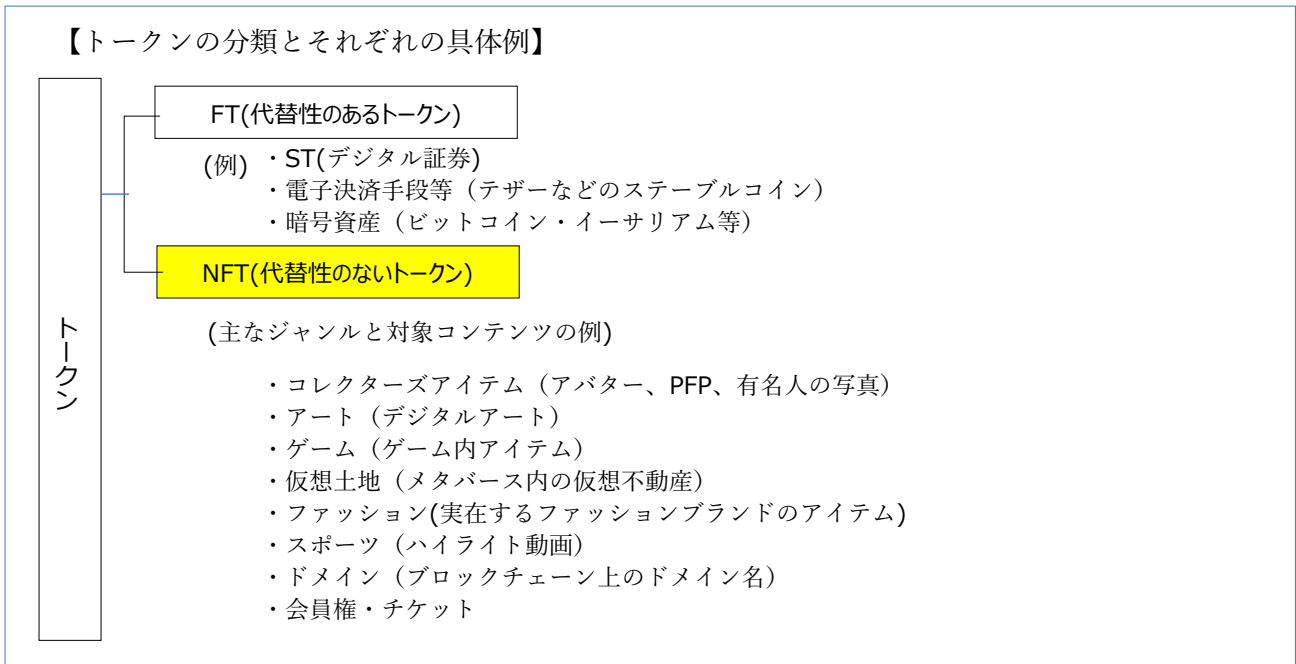 【トークンの分類とそれぞれの具体例】
トークン
FT(代替性のあるトークン)
(例) ・ST(デジタル証券)
・電子決済手段等（テザーなどのステーブルコイン）
・暗号資産（ビットコイン・イーサリアム等）
NFT(代替性のないトークン)
(主なジャンルと対象コンテンツの例)
・コレクターズアイテム（アバター、PFP、有名人の写真）
・アート（デジタルアート）
・ゲーム（ゲーム内アイテム）
・仮想土地（メタバース内の仮想不動産）
・ファッション(実在するファッションブランドのアイテム)
・スポーツ（ハイライト動画）
・ドメイン（ブロックチェーン上のドメイン名）
・会員権・チケット